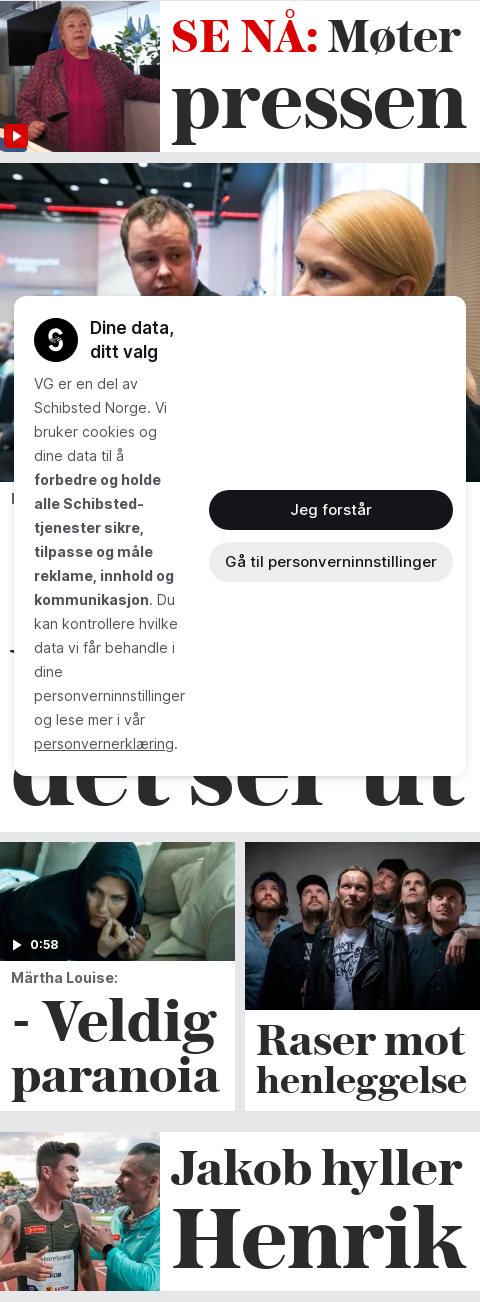 SE NÅ: Møter
pressen
Dine data,
ditt valg
VG er en del av
Schibsted Norge. Vi
bruker cookies og
dine data til å
forbedre og holde
alle Schibsted-
tjenester sikre,
tilpasse og måle
reklame, innhold og
kommunikasjon. Du
kan kontrollere hvilke
data vi får behandle i
dine
personverninnstillinger
og lese mer i vår
personvernerklæring.
Jeg forstår
Gå til personverninnstillinger
det ser ut
0:58
Märtha Louise:
- Veldig
paranoia
Raser mot
henleggelse
Jakob hyller
Henrik